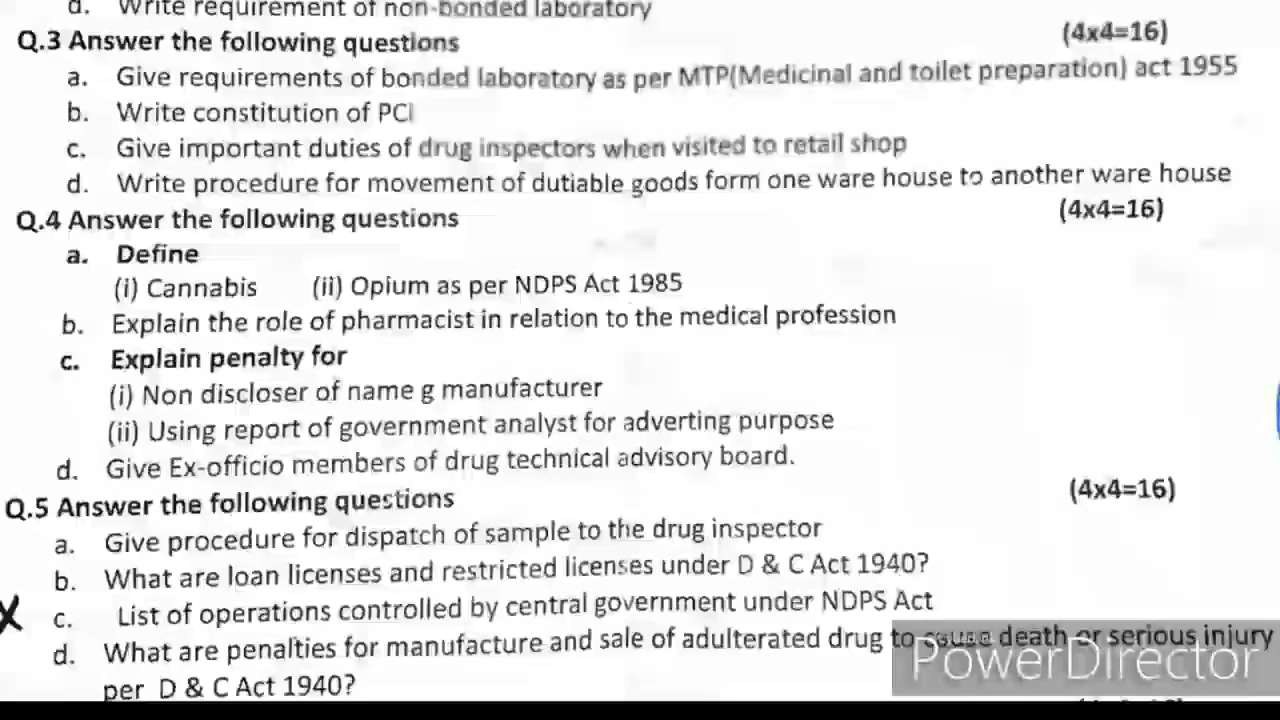 d. Write requirement of non-bonded laboratory
Q.3 Answer the following questions (4x4=16)
a. Give requirements of bonded laboratory as per MTP(Medicinal and toilet preparation) act 1955
b. Write constitution of PCI
c. Give important duties of drug inspectors when visited to retail shop
d. Write procedure for movement of dutiable goods form one ware house to another ware house
Q.4 Answer the following questions (4x4=16)
a. Define
(i) Cannabis (ii) Opium as per NDPS Act 1985
b. Explain the role of pharmacist in relation to the medical profession
c. Explain penalty for
(i) Non discloser of name g manufacturer
(ii) Using report of government analyst for adverting purpose
d. Give Ex-officio members of drug technical advisory board.
Q.5 Answer the following questions (4x4=16)
a. Give procedure for dispatch of sample to the drug inspector
b. What are loan licenses and restricted licenses under D & C Act 1940?
X c. List of operations controlled by central government under NDPS Act
d. What are penalties for manufacture and sale of adulterated drug to cause death or serious injury
per D & C Act 1940?
PowerDirector